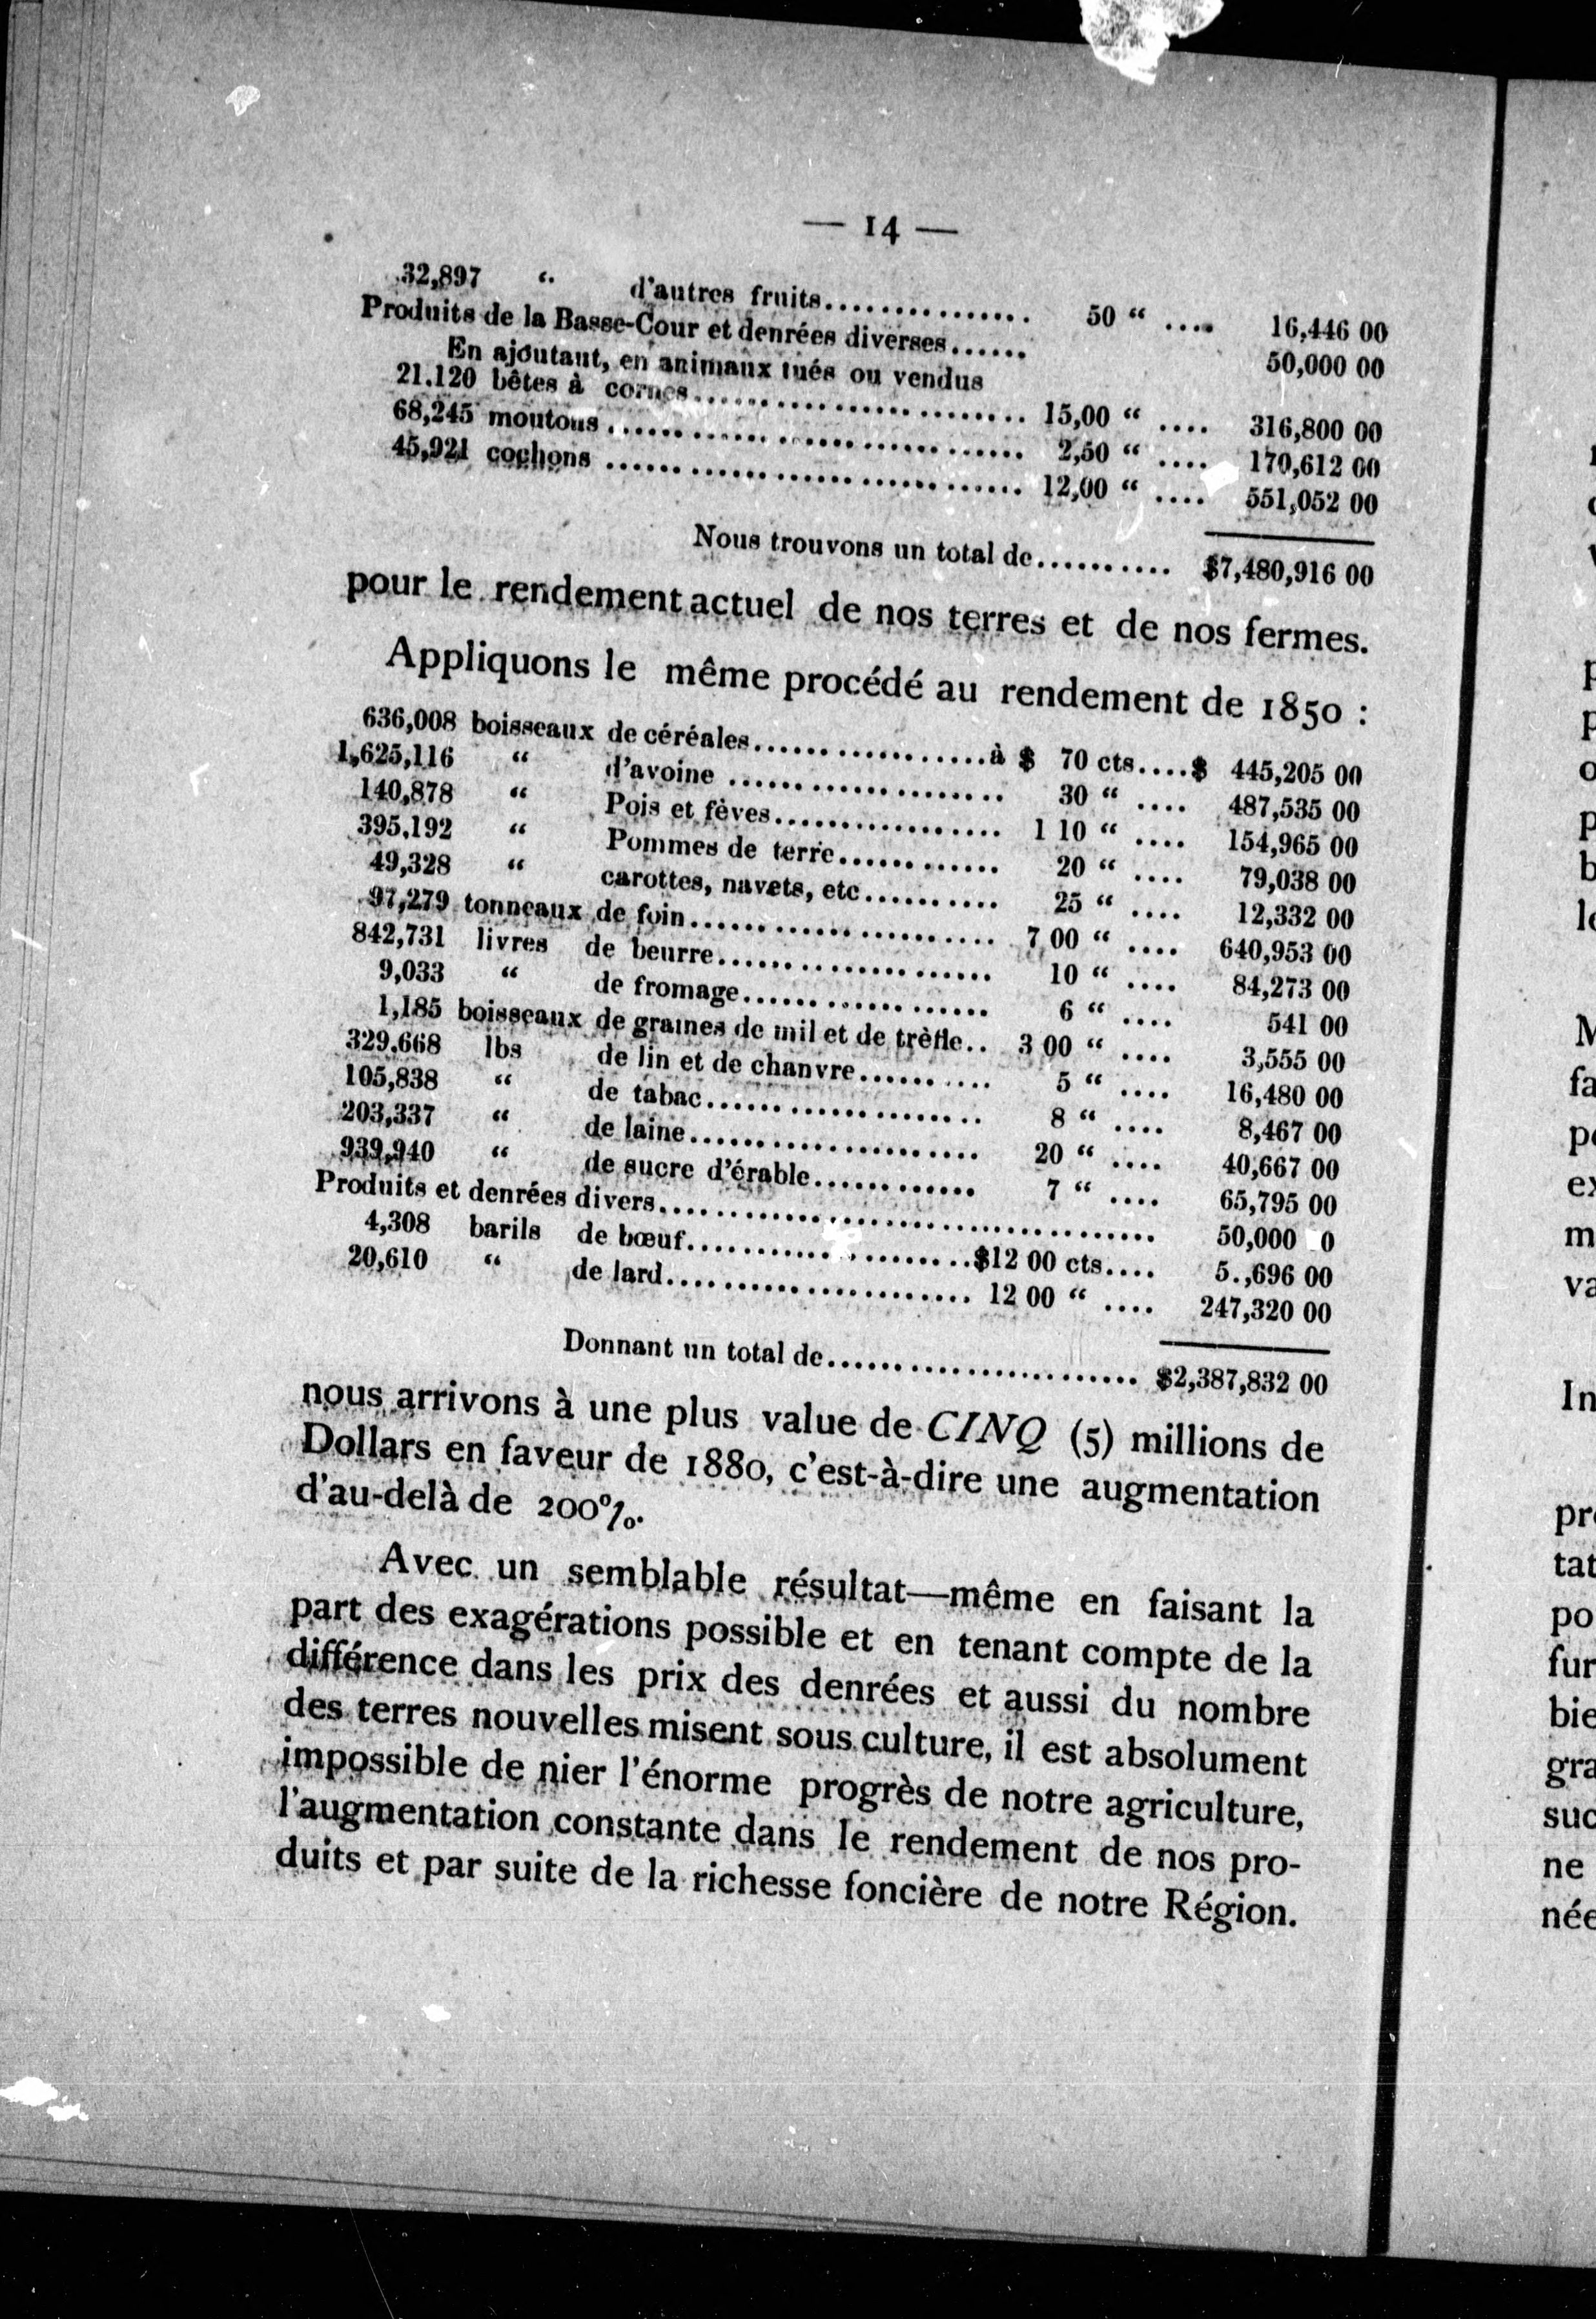 — 14 —
32,897 “ d'autres fruits............... 50 “ .... 16,446 00
Produits de la Basse-Cour et denrées diverses...... 50,000 00
En ajoutant, en animaux tués ou vendus
21.120 bêtes à cornes........................ 15,00 “ .... 316,800 00
68,245 moutons .............................. 2,50 “ .... 170,612 00
45,921 cochons .............................. 12,00 “ .... 551,052 00
Nous trouvons un total de.......... $7,480,916 00
pour le rendement actuel de nos terres et de nos fermes.
Appliquons le même procédé au rendement de 1850 :
636,008 boisseaux de céréales..................à $ 70 cts....$ 445,205 00
1,625,116 “ d'avoine .................... 30 “ .... 487,535 00
140,878 “ Pois et fèves................. 1 10 “ .... 154,965 00
395,192 “ Pommes de terre............ 20 “ .... 79,038 00
49,328 “ carottes, navets, etc.......... 25 “ .... 12,332 00
97,279 tonneaux de foin...................... 7 00 “ .... 640,953 00
842,731 livres de beurre.................... 10 “ .... 84,273 00
9,033 “ de fromage.................. 6 “ .... 541 00
1,185 boisseaux de graines de mil et de trèfle.. 3 00 “ .... 3,555 00
329,668 lbs de lin et de chanvre.......... 5 “ .... 16,480 00
105,838 “ de tabac.................... 8 “ .... 8,467 00
203,337 “ de laine..................... 20 “ .... 40,667 00
939,940 “ de sucre d'érable............ 7 “ .... 65,795 00
Produits et denrées divers.................................... 50,000 0
4,308 barils de bœuf.....................$12 00 cts.... 5.,696 00
20,610 “ de lard...................... 12 00 “ .... 247,320 00
Donnant un total de....................... $2,387,832 00
nous arrivons à une plus value de CINQ (5) millions de
Dollars en faveur de 1880, c'est-à-dire une augmentation
d'au-delà de 200%.
Avec un semblable résultat—même en faisant la
part des exagérations possible et en tenant compte de la
différence dans les prix des denrées et aussi du nombre
des terres nouvelles misent sous culture, il est absolument
impossible de nier l'énorme progrès de notre agriculture,
l'augmentation constante dans le rendement de nos pro-
duits et par suite de la richesse foncière de notre Région.